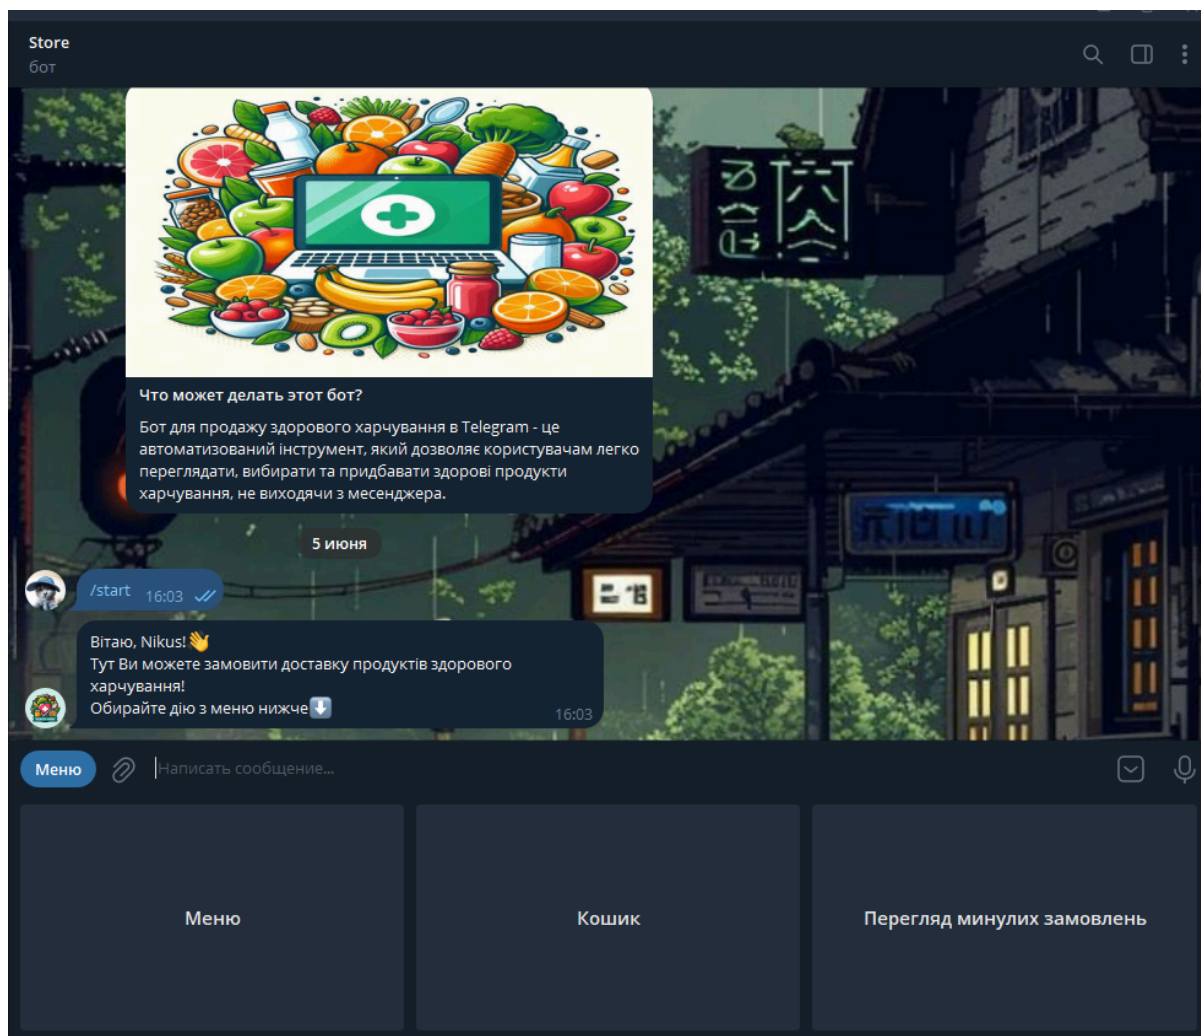 Store
бот
Что может делать этот бот?
Бот для продажу здорового харчування в Telegram - це
автоматизований інструмент, який дозволяє користувачам легко
переглядати, вибирати та придбавати здорові продукти
харчування, не виходячи з месенджера.
5 июня
/start 16:03
Вітаю, Nikus!👋
Тут Ви можете замовити доставку продуктів здорового
харчування!
Обирайте дію з меню нижче⬇️ 16:03
Меню Написать сообщение...
Меню Кошик Перегляд минулих замовлень